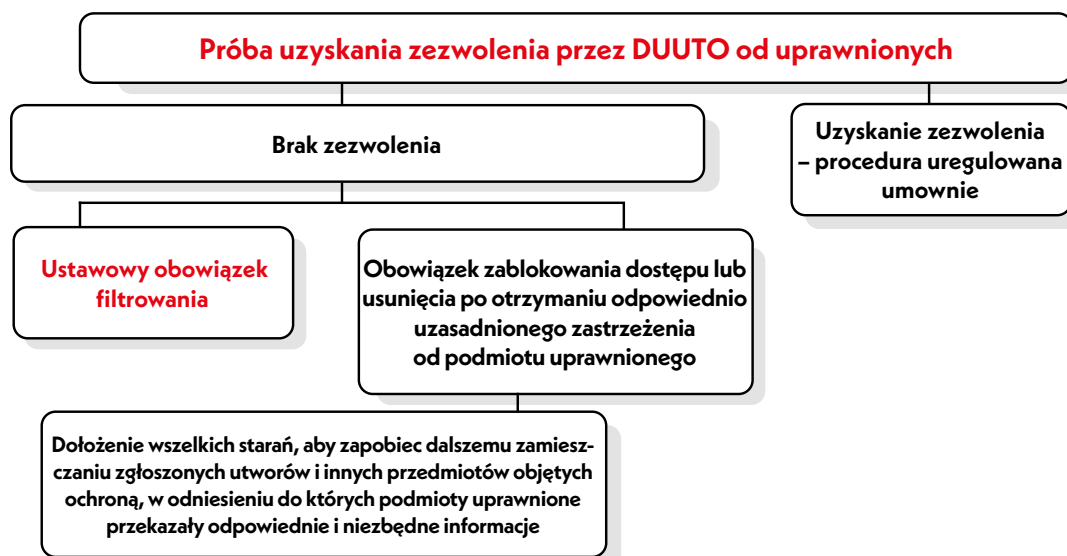 Próba uzyskania zezwolenia przez DUUTO od uprawnionych
Brak zezwolenia
Uzyskanie zezwolenia
– procedura uregulowana
umownie
Ustawowy obowiązek
filtrowania
Obowiązek zablokowania dostępu lub
usunięcia po otrzymaniu odpowiednio
uzasadnionego zastrzeżenia
od podmiotu uprawnionego
Dołożenie wszelkich starań, aby zapobiec dalszemu zamiesz-
czaniu zgłoszonych utworów i innych przedmiotów objętych
ochroną, w odniesieniu do których podmioty uprawnione
przekazały odpowiednie i niezbędne informacje